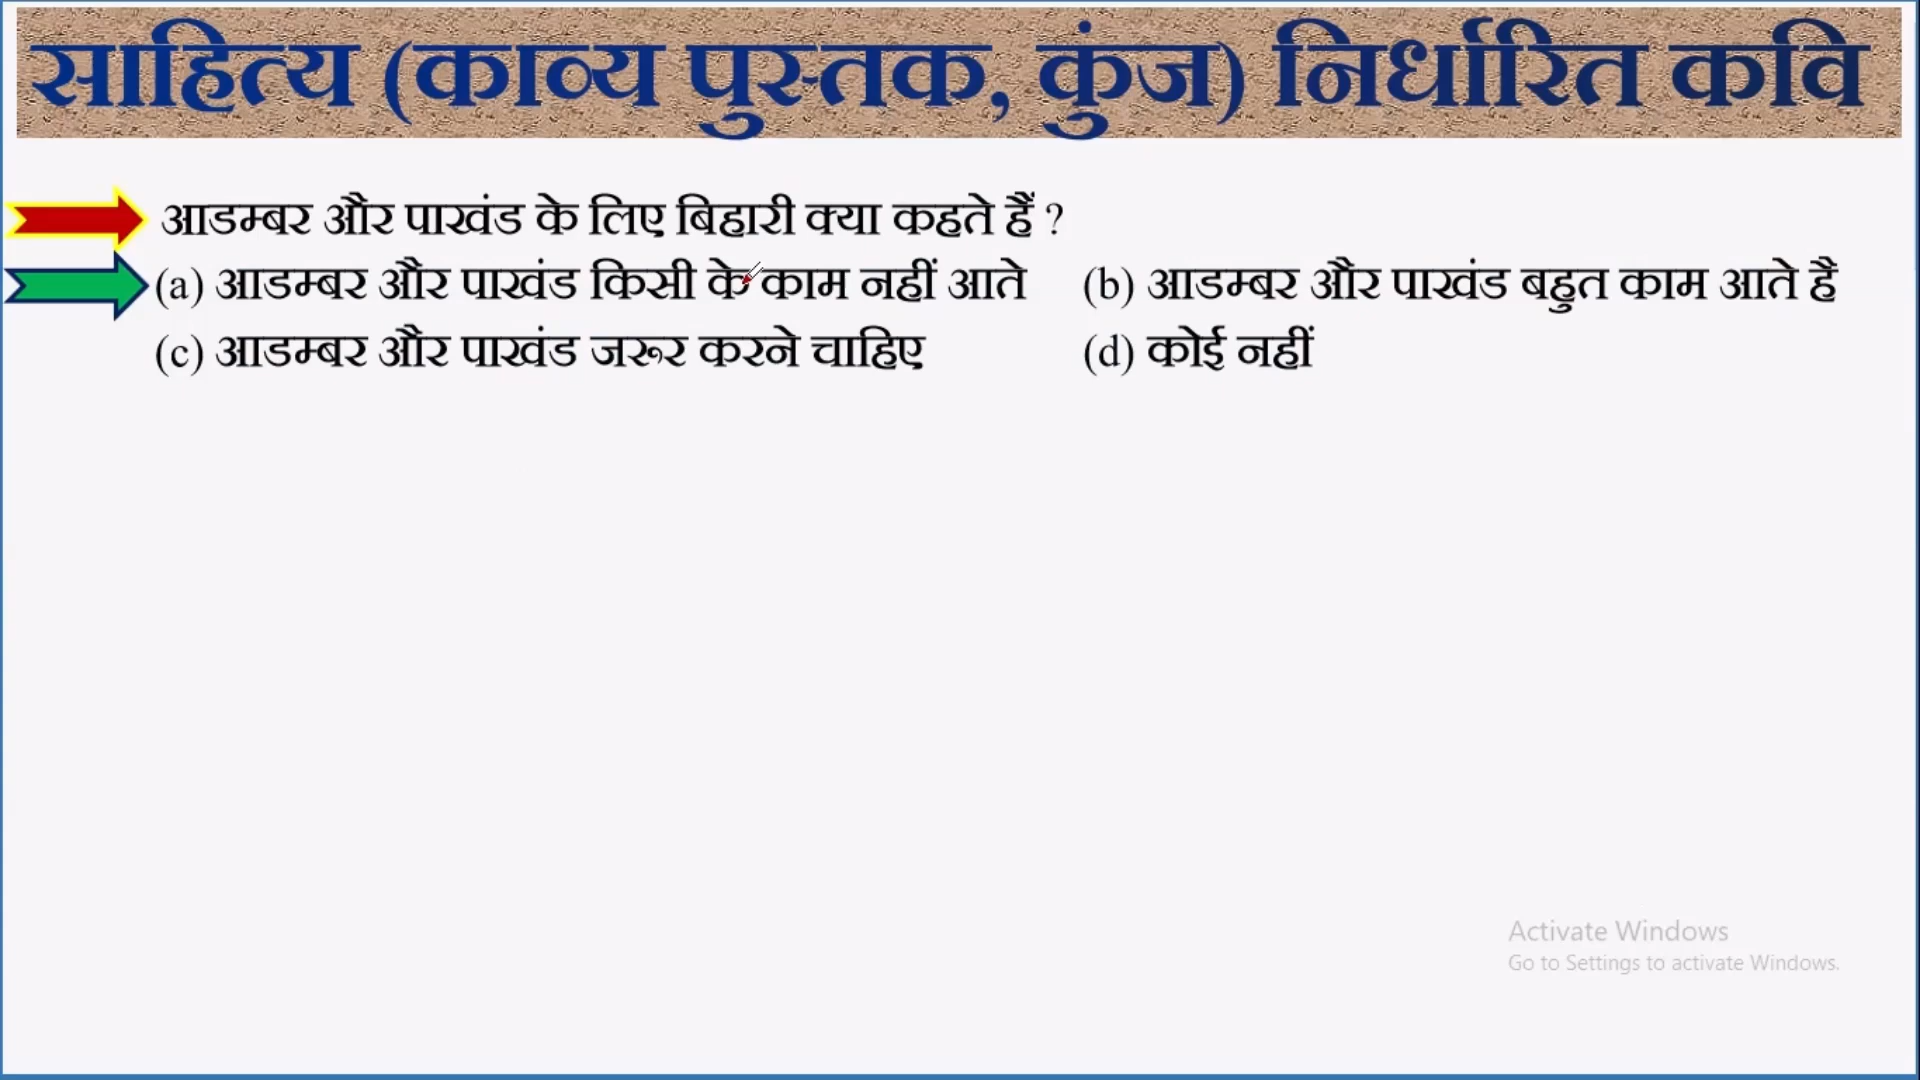 साहित्य (काव्य पुस्तक, कुंज) निर्धारित कवि
आडम्बर और पाखंड के लिए बिहारी क्या कहते हैं ?
(a) आडम्बर और पाखंड किसी के काम नहीं आते (b) आडम्बर और पाखंड बहुत काम आते है
(c) आडम्बर और पाखंड जरूर करने चाहिए (d) कोई नहीं
Activate Windows
Go to Settings to activate Windows.